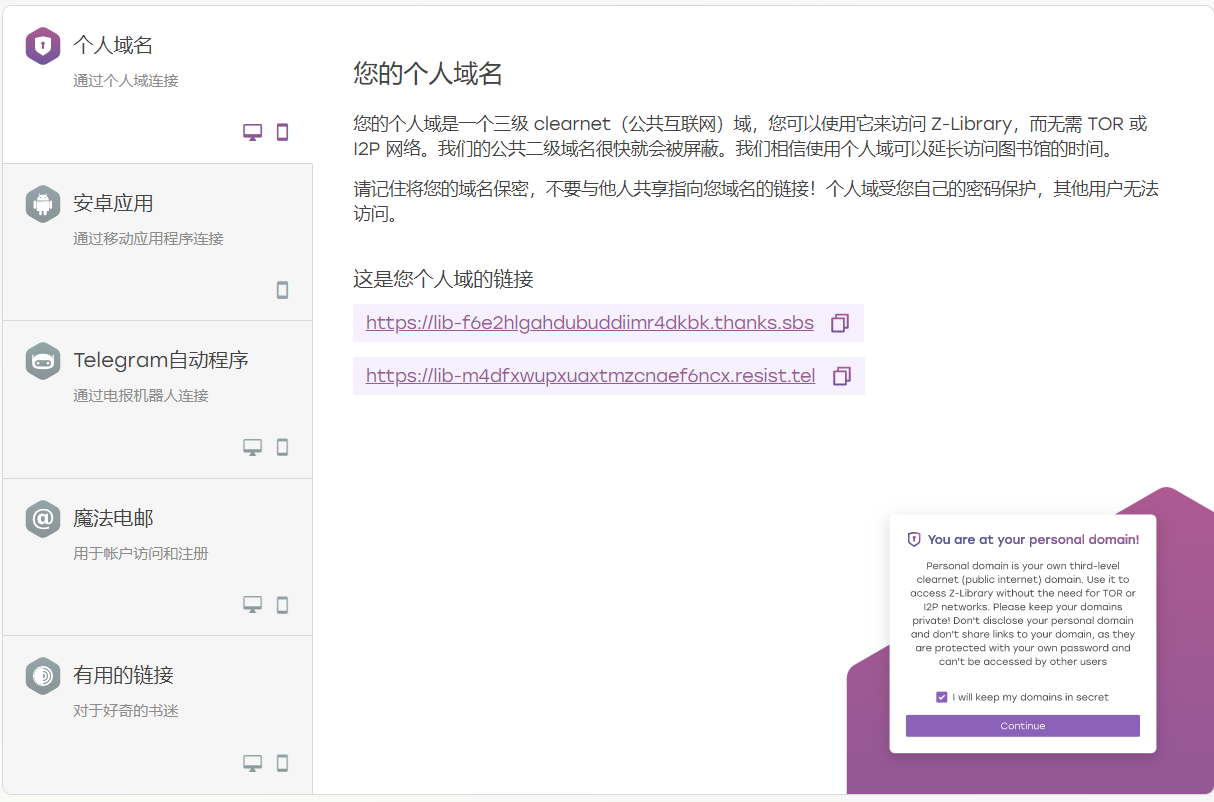 个人域名
通过个人域连接
安卓应用
通过移动应用程序连接
Telegram自动程序
通过电报机器人连接
魔法电邮
用于帐户访问和注册
有用的链接
对于好奇的书迷
您的个人域名
您的个人域是一个三级 clearnet（公共互联网）域，您可以使用它来访问 Z-Library，而无需 TOR 或
I2P 网络。我们的公共二级域名很快就会被屏蔽。我们相信使用个人域可以延长访问图书馆的时间。
请记住将您的域名保密，不要与他人共享指向您域名的链接！个人域受您自己的密码保护，其他用户无法
访问。
这是您个人域的链接
https://lib-f6e2hlgahdubuddiimr4dkbk.thanks.sbs
https://lib-m4dfxwupxuaxtmzcnaef6ncx.resist.tel
You are at your personal domain!
Personal domain is your own third-level
clearnet (public internet) domain. Use it to
access Z-Library without the need for TOR or
I2P networks. Please keep your domains
private! Don't disclose your personal domain
and don't share links to your domain, as they
are protected with your own password and
can't be accessed by other users
I will keep my domains in secret
Continue